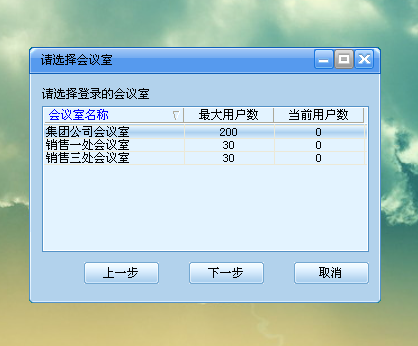 请选择会议室
请选择登录的会议室
会议室名称 最大用户数 当前用户数
集团公司会议室 200 0
销售一处会议室 30 0
销售三处会议室 30 0
上一步 下一步 取消